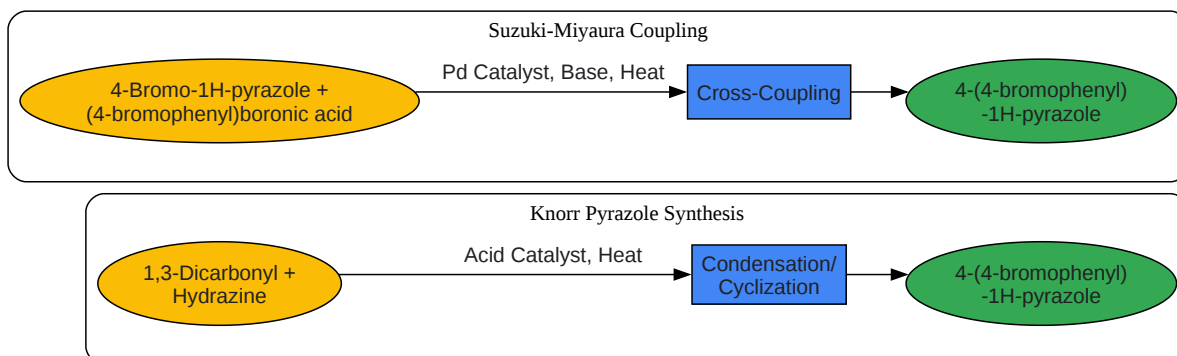 Suzuki-Miyaura Coupling
4-Bromo-1H-pyrazole +
(4-bromophenyl)boronic acid
Pd Catalyst, Base, Heat
Cross-Coupling
4-(4-bromophenyl)
-1H-pyrazole
Knorr Pyrazole Synthesis
1,3-Dicarbonyl +
Hydrazine
Acid Catalyst, Heat
Condensation/
Cyclization
4-(4-bromophenyl)
-1H-pyrazole